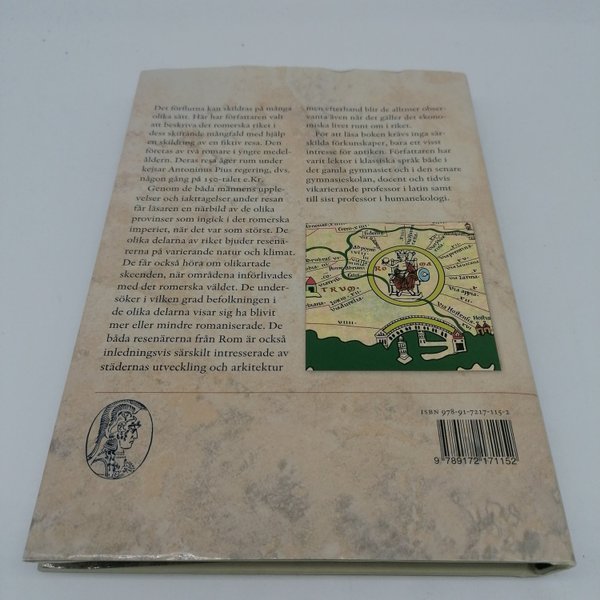 Det förflutna kan skildras på många
olika sätt. Här har författaren valt
att beskriva det romerska riket i
dess skiftande mångfald med hjälp
av en skildring av en fiktiv resa. Den
företas av två romare i yngre medel-
åldern. Deras resa äger rum under
kejsar Antoninus Pius regering, dvs.
någon gång på 150-talet e.Kr.
Genom de båda männens upple-
velser och iakttagelser under resan
får läsaren en närbild av de olika
provinser som ingick i det romerska
imperiet, när det var som störst. De
olika delarna av riket bjuder resenä-
rerna på varierande natur och klimat.
De får också höra om olikartade
skeenden, när områdena införlivades
med det romerska väldet. De under-
söker i vilken grad befolkningen i
de olika delarna visar sig ha blivit
mer eller mindre romaniserade. De
båda resenärerna från Rom är också
inledningsvis särskilt intresserade av
städernas utveckling och arkitektur
men efterhand blir de alltmer obser-
vanta även när det gäller det ekono-
miska livet runt om i riket.
För att läsa boken krävs inga sär-
skilda förkunskaper, bara ett visst
intresse för antiken. Författaren har
varit lektor i klassiska språk både i
det gamla gymnasiet och i den senare
gymnasieskolan, docent och tidvis
vikarierande professor i latin samt
till sist professor i humanekologi.
RO MA
TRVM
ISBN 978-91-7217-115-2
9 789172 171152